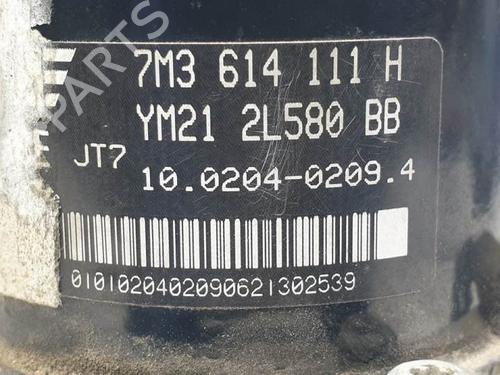 7M3 614 111 H
YM21 2L580 BB
JT7
10.0204-0209.4
0101020402090621302539
B-PARTS